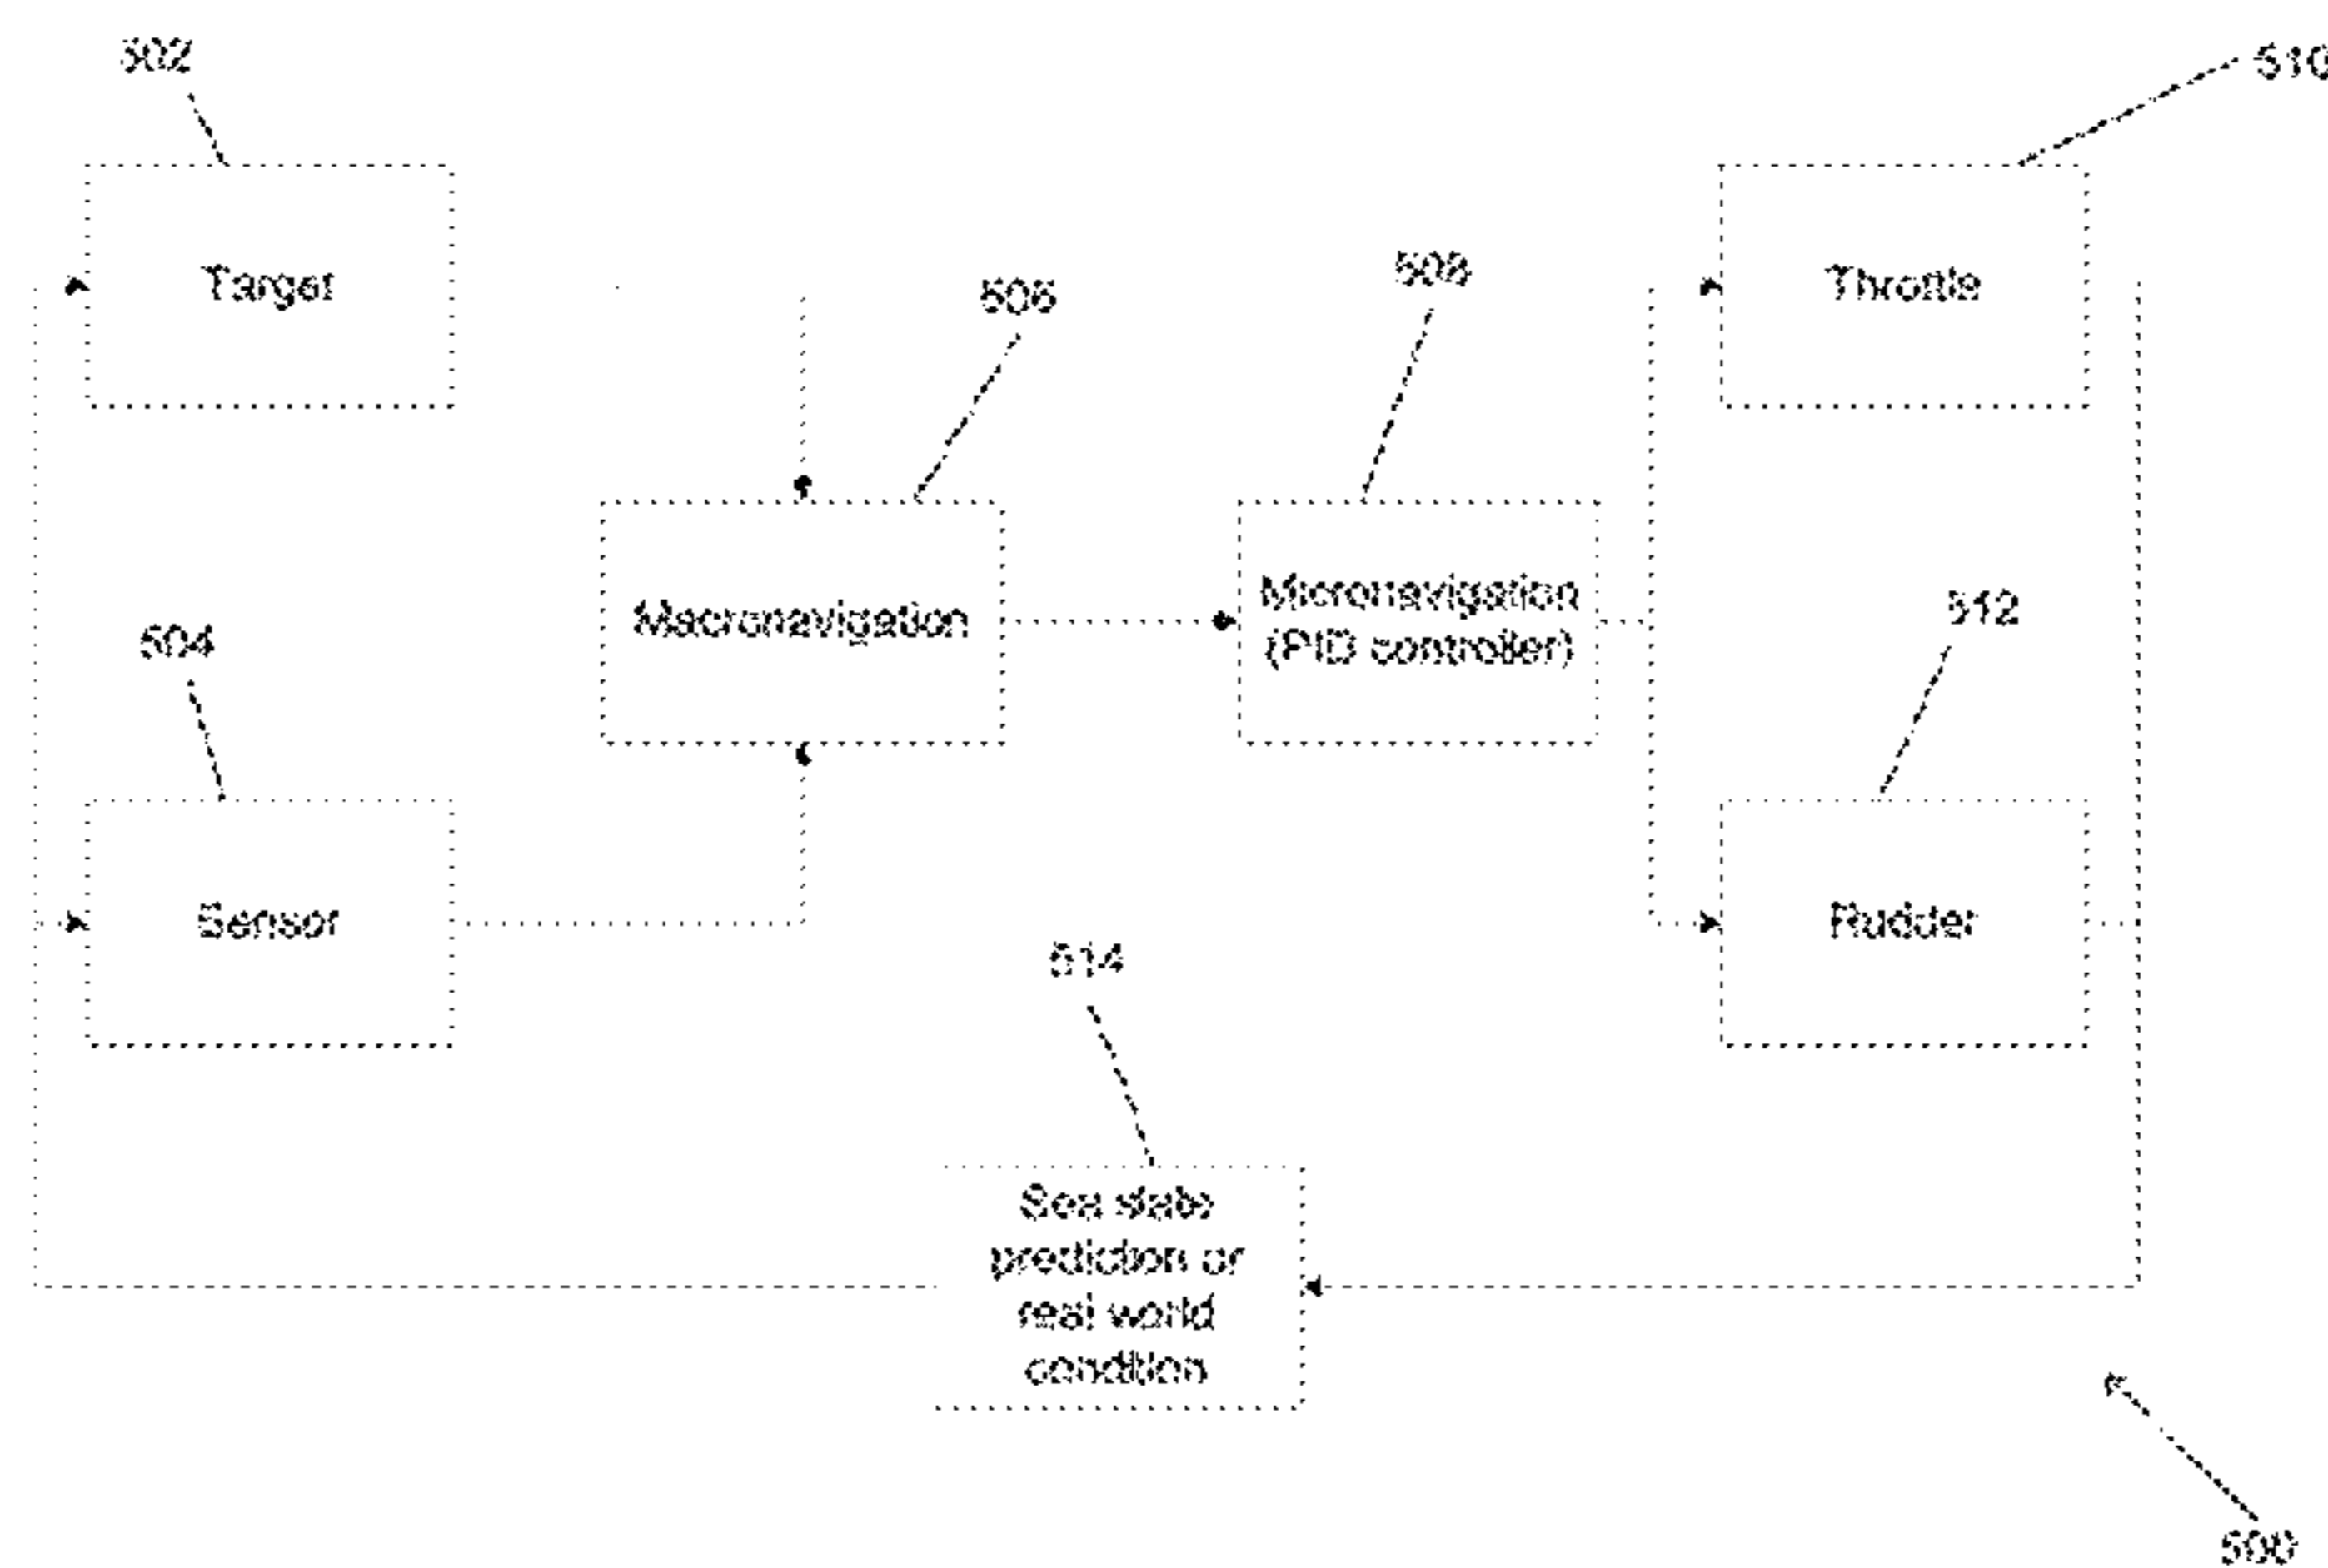 502
510
Target
506
508
Throttle
Macronavigation
Micronavigation
(PID controller)
504
512
Sensor
Rudder
514
Sea state
prediction or
real world
condition
500